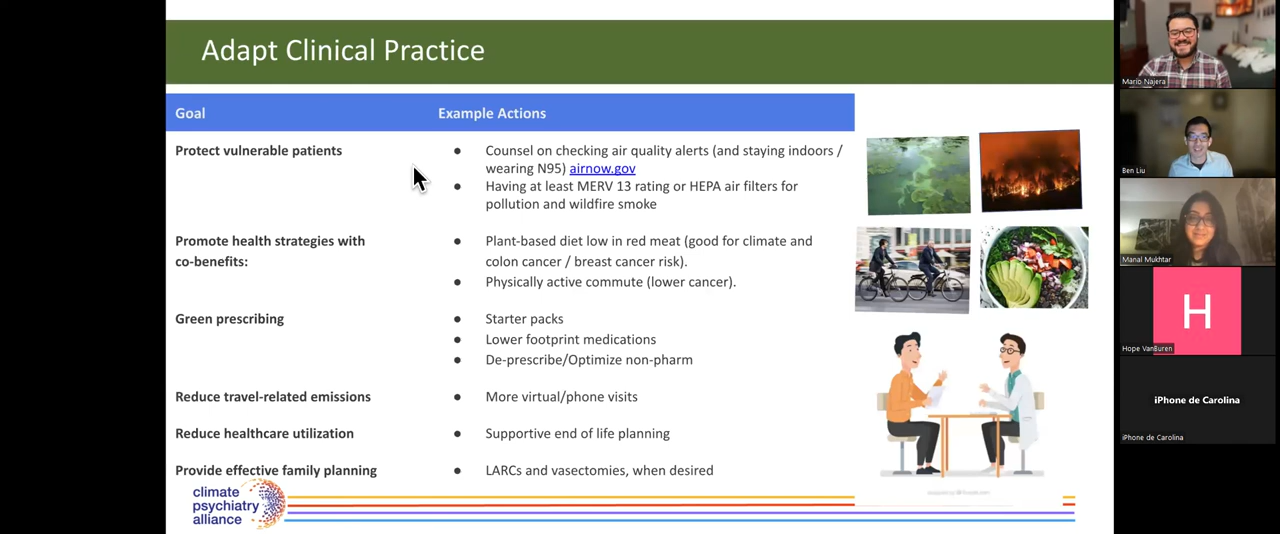 Adapt Clinical Practice
Goal
Example Actions
Protect vulnerable patients
● Counsel on checking air quality alerts (and staying indoors /
wearing N95) airnow.gov
● Having at least MERV 13 rating or HEPA air filters for
pollution and wildfire smoke
Promote health strategies with
co-benefits:
● Plant-based diet low in red meat (good for climate and
colon cancer / breast cancer risk).
● Physically active commute (lower cancer).
Green prescribing
● Starter packs
● Lower footprint medications
● De-prescribe/Optimize non-pharm
Reduce travel-related emissions
● More virtual/phone visits
Reduce healthcare utilization
● Supportive end of life planning
Provide effective family planning
● LARCs and vasectomies, when desired
climate
psychiatry
alliance
Mario Najera
Ben Liu
Manal Mukhtar
H
Hope VanBuren
iPhone de Carolina
iPhone de Carolina